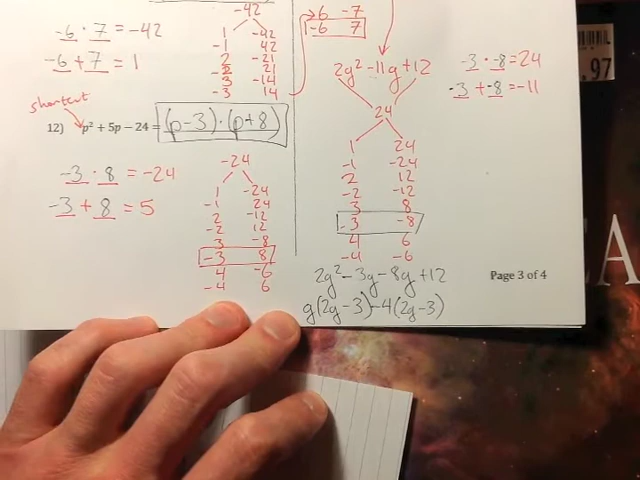 -6 · 7 = -42
-6 + 7 = 1
-42
1 -42
-1 42
2 -21
-2 21
3 -14
-3 14
6 -7
-6 7
shortcut
12) p² + 5p – 24 = (p-3)·(p+8)
-3 · 8 = -24
-3 + 8 = 5
-24
1 -24
-1 24
2 -12
-2 12
3 -8
-3 8
4 -6
-4 6
2g² -11g +12
24
1 24
-1 -24
2 12
-2 -12
3 8
-3 -8
4 6
-4 -6
2g² -3g -8g +12
g(2g-3)-4(2g-3)
-3 · -8 = 24
-3 + -8 = -11
Page 3 of 4
.97
E A